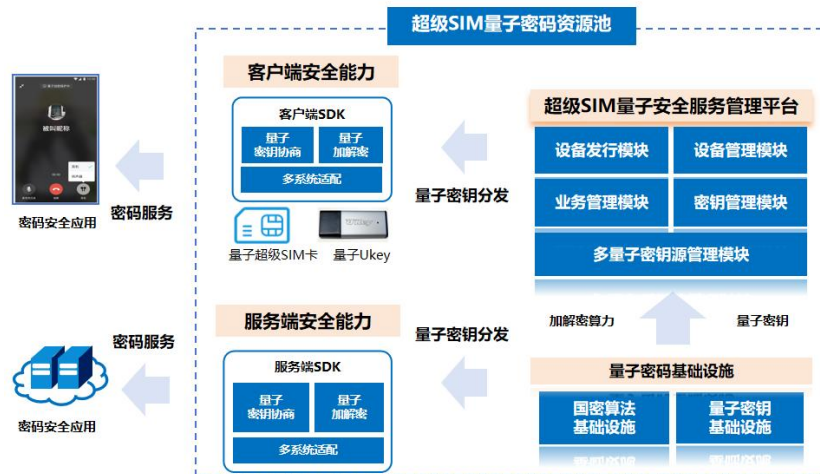 超级SIM量子密码资源池
客户端安全能力
客户端SDK
量子
密钥协商
量子
加解密
多系统适配
量子超级SIM卡
量子Ukey
密码服务
密码安全应用
被叫昵称
量子密钥分发
超级SIM量子安全服务管理平台
设备发行模块
设备管理模块
业务管理模块
密钥管理模块
多量子密钥源管理模块
加解密算力
量子密钥
服务端安全能力
服务端SDK
量子
密钥协商
量子
加解密
多系统适配
密码服务
密码安全应用
量子密钥分发
量子密码基础设施
国密算法
基础设施
量子密钥
基础设施